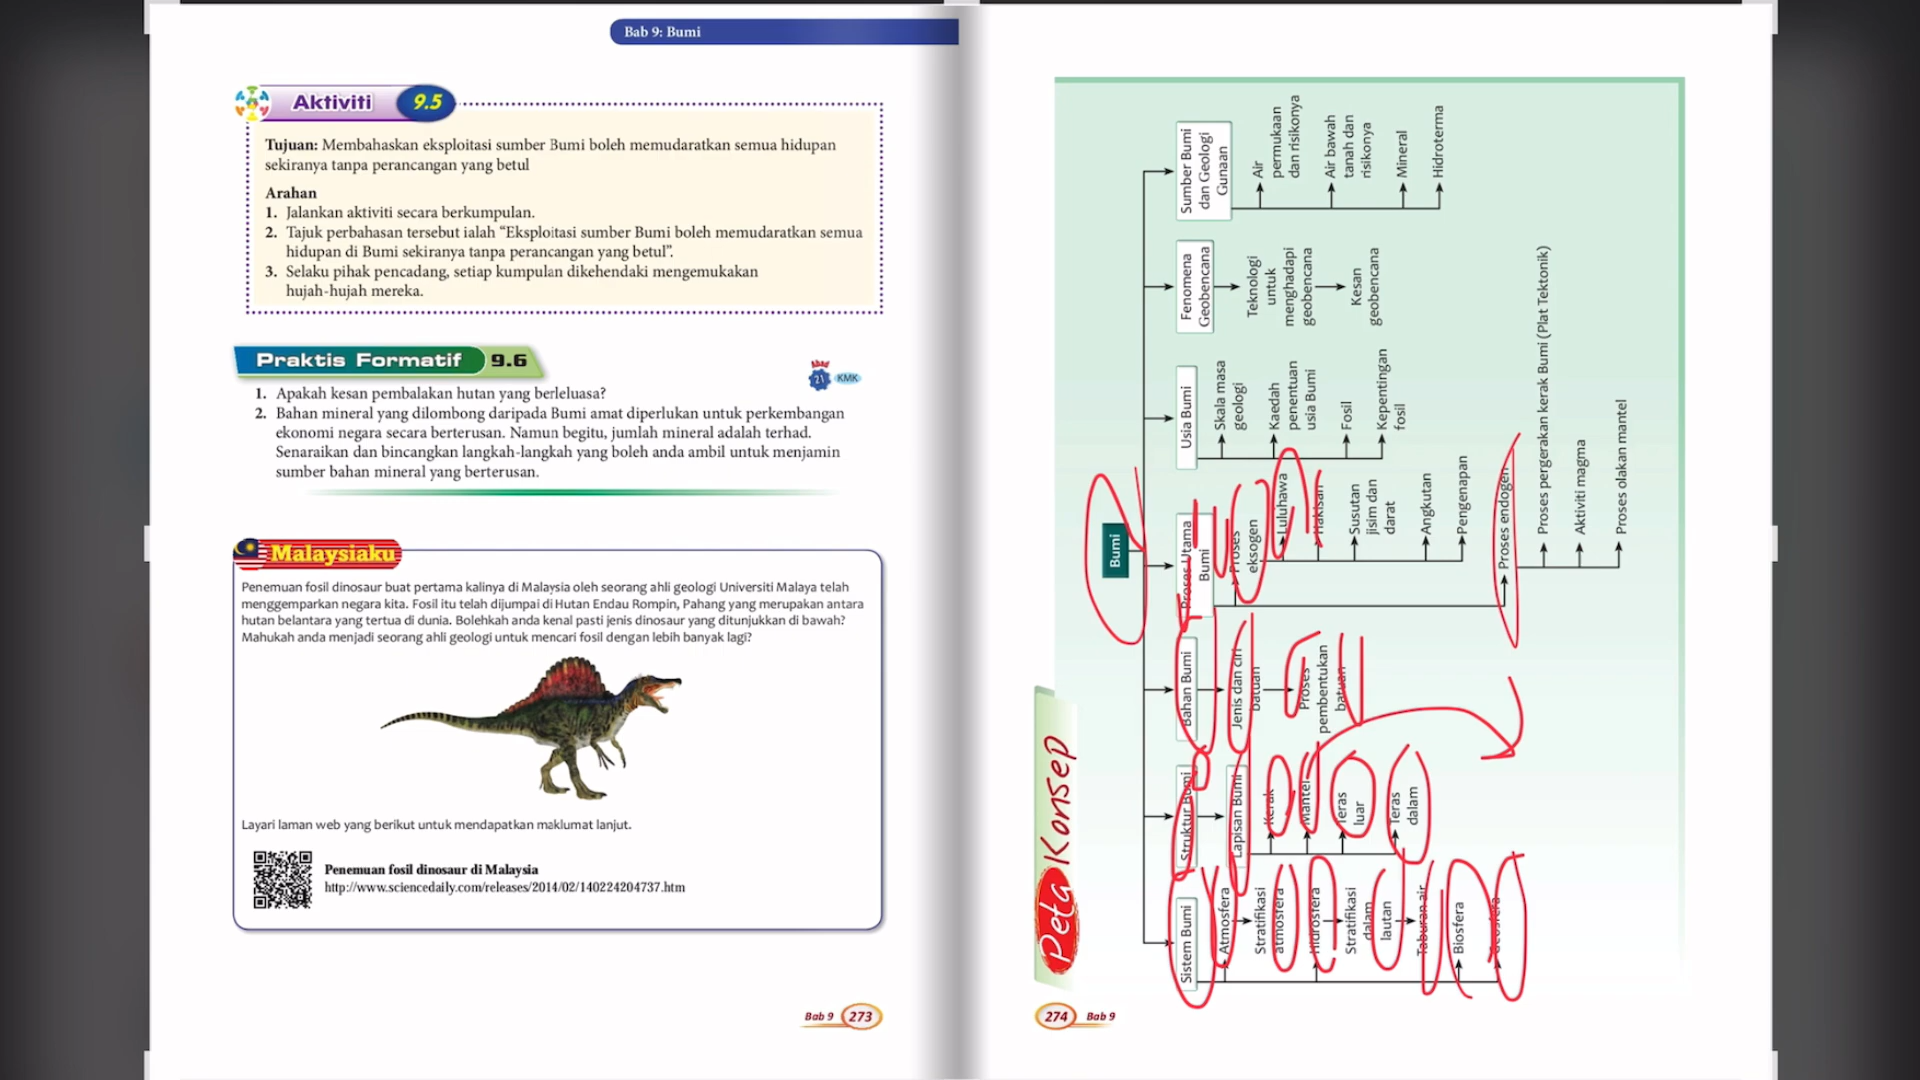 Bab 9: Bumi
Aktiviti 9.5
Tujuan: Membahaskan eksploitasi sumber Bumi boleh memudaratkan semua hidupan
sekiranya tanpa perancangan yang betul
Arahan
1. Jalankan aktiviti secara berkumpulan.
2. Tajuk perbahasan tersebut ialah “Eksploitasi sumber Bumi boleh memudaratkan semua
hidupan di Bumi sekiranya tanpa perancangan yang betul”.
3. Selaku pihak pencadang, setiap kumpulan dikehendaki mengemukakan
hujah-hujah mereka.
Praktis Formatif 9.6
Abad
21 KMK
1. Apakah kesan pembalakan hutan yang berleluasa?
2. Bahan mineral yang dilombong daripada Bumi amat diperlukan untuk perkembangan
ekonomi negara secara berterusan. Namun begitu, jumlah mineral adalah terhad.
Senaraikan dan bincangkan langkah-langkah yang boleh anda ambil untuk menjamin
sumber bahan mineral yang berterusan.
Malaysiaku
Penemuan fosil dinosaur buat pertama kalinya di Malaysia oleh seorang ahli geologi Universiti Malaya telah
menggemparkan negara kita. Fosil itu telah dijumpai di Hutan Endau Rompin, Pahang yang merupakan antara
hutan belantara yang tertua di dunia. Bolehkah anda kenal pasti jenis dinosaur yang ditunjukkan di bawah?
Mahukah anda menjadi seorang ahli geologi untuk mencari fosil dengan lebih banyak lagi?
Layari laman web yang berikut untuk mendapatkan maklumat lanjut.
Penemuan fosil dinosaur di Malaysia
http://www.sciencedaily.com/releases/2014/02/140224204737.htm
Bab 9 273
Peta Konsep
Bumi
Sistem Bumi
Atmosfera
Stratifikasi
atmosfera
Hidrosfera
Stratifikasi
dalam
lautan
Taburan air
Biosfera
Geosfera
Struktur Bumi
Lapisan Bumi
Kerak
Mantel
Teras
luar
Teras
dalam
Bahan Bumi
Jenis dan ciri
batuan
Proses
pembentukan
batuan
Proses Utama
Bumi
Proses
eksogen
Luluhawa
Hakisan
Susutan
jisim dan
darat
Angkutan
Pengenapan
Proses endogen
Proses pergerakan kerak Bumi (Plat Tektonik)
Aktiviti magma
Proses olakan mantel
Usia Bumi
Skala masa
geologi
Kaedah
penentuan
usia Bumi
Fosil
Kepentingan
fosil
Fenomena
Geobencana
Teknologi
untuk
menghadapi
geobencana
Kesan
geobencana
Sumber Bumi
dan Geologi
Gunaan
Air
permukaan
dan risikonya
Air bawah
tanah dan
risikonya
Mineral
Hidroterma
274 Bab 9